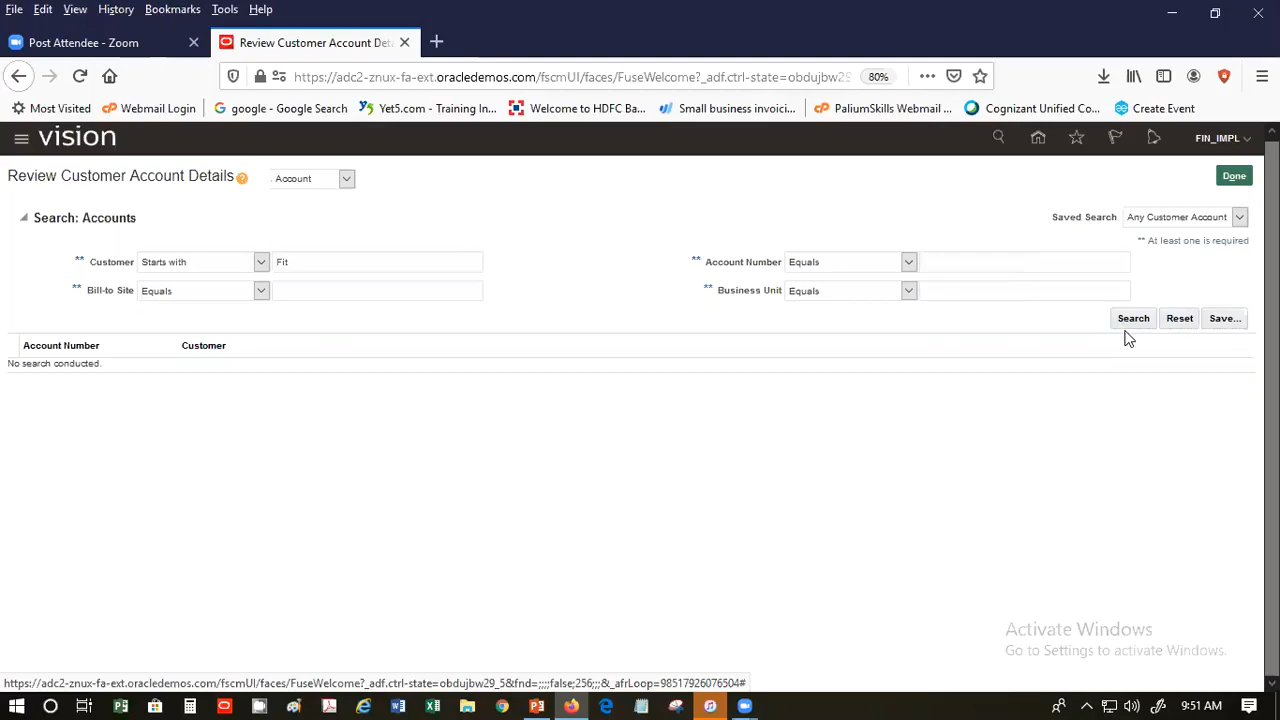 File Edit View History Bookmarks Tools Help
Post Attendee - Zoom
Review Customer Account Det
https://adc2-znux-fa-ext.oracledemos.com/fscmUI/faces/FuseWelcome?_adf.ctrl-state=obdujbw29 80%
Most Visited Webmail Login google - Google Search Yet5.com - Training In... Welcome to HDFC Ba... Small business invoici... PaliumSkills Webmail ... Cognizant Unified Co... Create Event
vision FIN_IMPL
Review Customer Account Details Account Done
Search: Accounts Saved Search Any Customer Account
** At least one is required
** Customer Starts with Fit ** Account Number Equals
** Bill-to Site Equals ** Business Unit Equals
Search Reset Save...
Account Number Customer
No search conducted.
Activate Windows
Go to Settings to activate Windows.
https://adc2-znux-fa-ext.oracledemos.com/fscmUI/faces/FuseWelcome?_adf.ctrl-state=obdujbw29_5&fnd=;;;;false;256;;;&_afrLoop=98517926076504#
9:51 AM